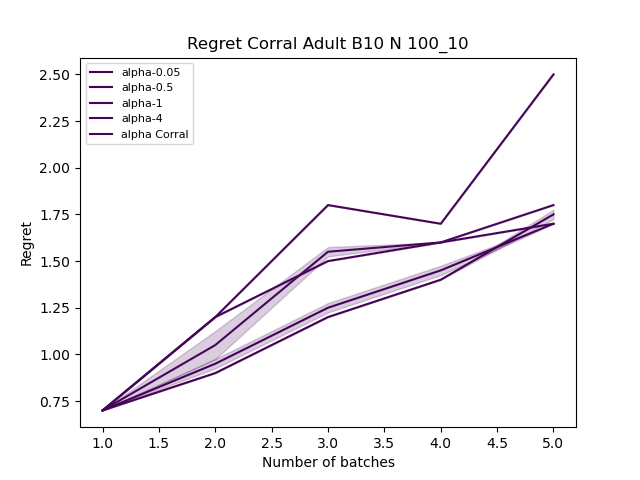 Regret Corral Adult B10 N 100_10
alpha-0.05
alpha-0.5
alpha-1
alpha-4
alpha Corral
2.50
2.25
2.00
1.75
1.50
1.25
1.00
0.75
Regret
1.0 1.5 2.0 2.5 3.0 3.5 4.0 4.5 5.0
Number of batches